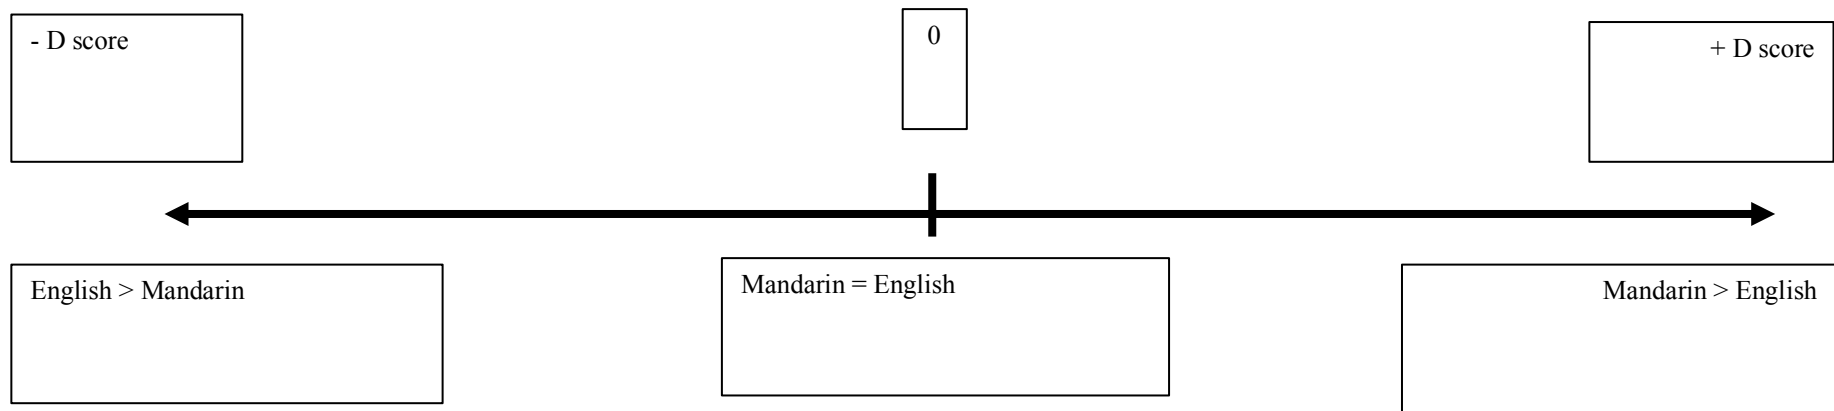 - D score
0
+ D score
English > Mandarin
Mandarin = English
Mandarin > English